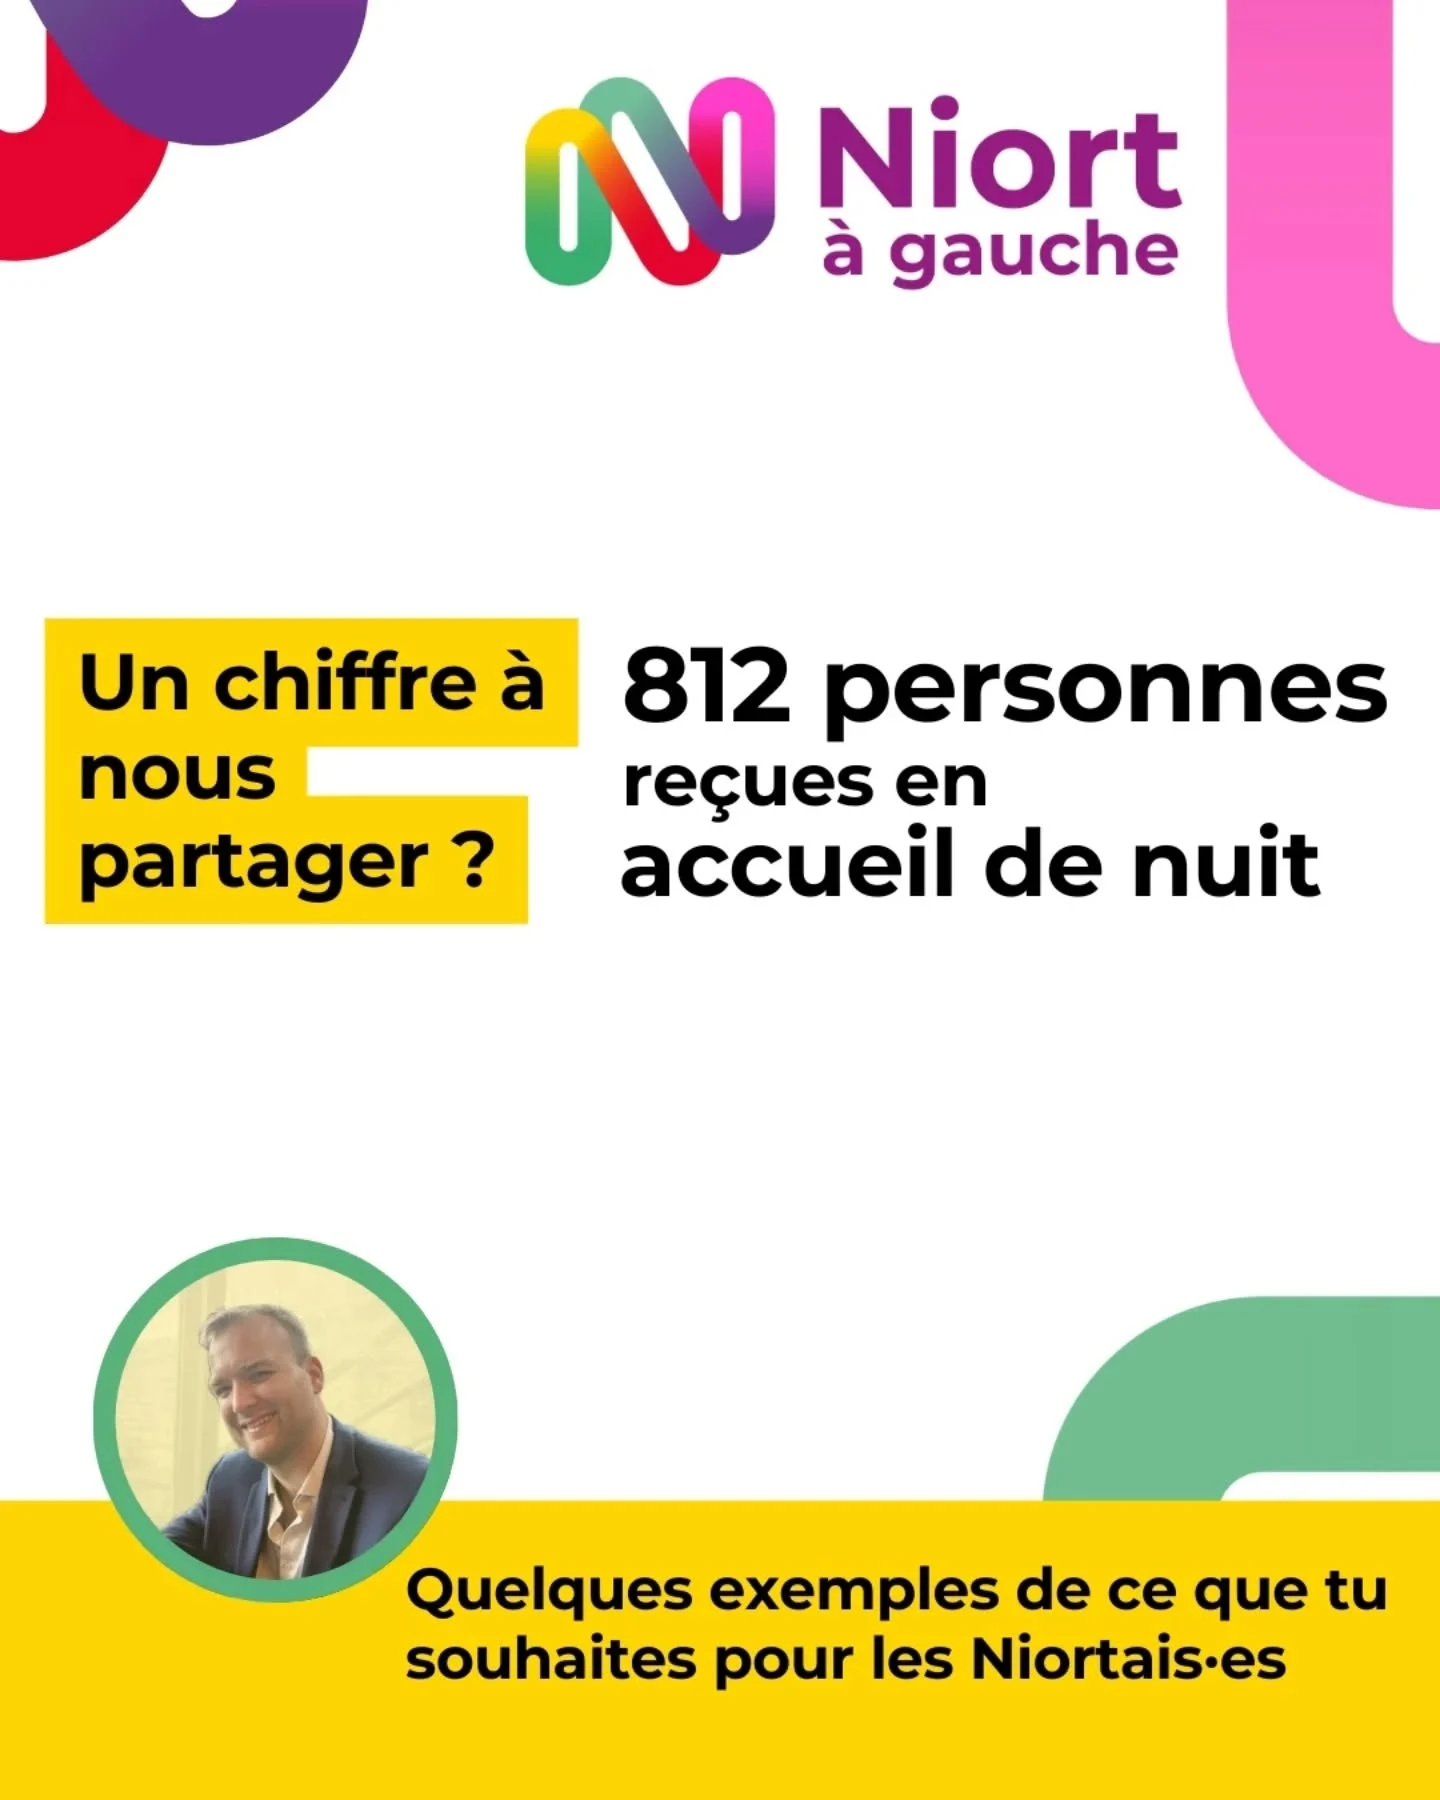 Niort
à gauche
Un chiffre à
nous
partager ?
812 personnes
reçues en
accueil de nuit
Quelques exemples de ce que tu
souhaites pour les Niortais·es